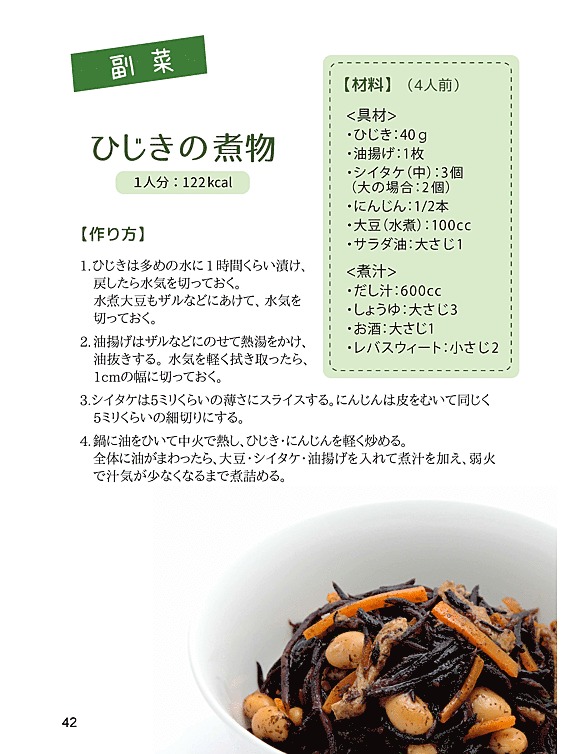 副菜
ひじきの煮物
1人分：122kcal
【材料】（4人前）
<具材>
・ひじき：40g
・油揚げ：1枚
・シイタケ（中）：3個
（大の場合：2個）
・にんじん：1/2本
・大豆（水煮）：100cc
・サラダ油：大さじ1
<煮汁>
・だし汁：600cc
・しょうゆ：大さじ3
・お酒：大さじ1
・レバスウィート：小さじ2
【作り方】
1.ひじきは多めの水に1時間くらい漬け、
戻したら水気を切っておく。
水煮大豆もザルなどにあけて、水気を
切っておく。
2.油揚げはザルなどにのせて熱湯をかけ、
油抜きする。水気を軽く拭き取ったら、
1cmの幅に切っておく。
3.シイタケは5ミリくらいの薄さにスライスする。にんじんは皮をむいて同じく
5ミリくらいの細切りにする。
4.鍋に油をひいて中火で熱し、ひじき・にんじんを軽く炒める。
全体に油がまわったら、大豆・シイタケ・油揚げを入れて煮汁を加え、弱火
で汁気が少なくなるまで煮詰める。
42